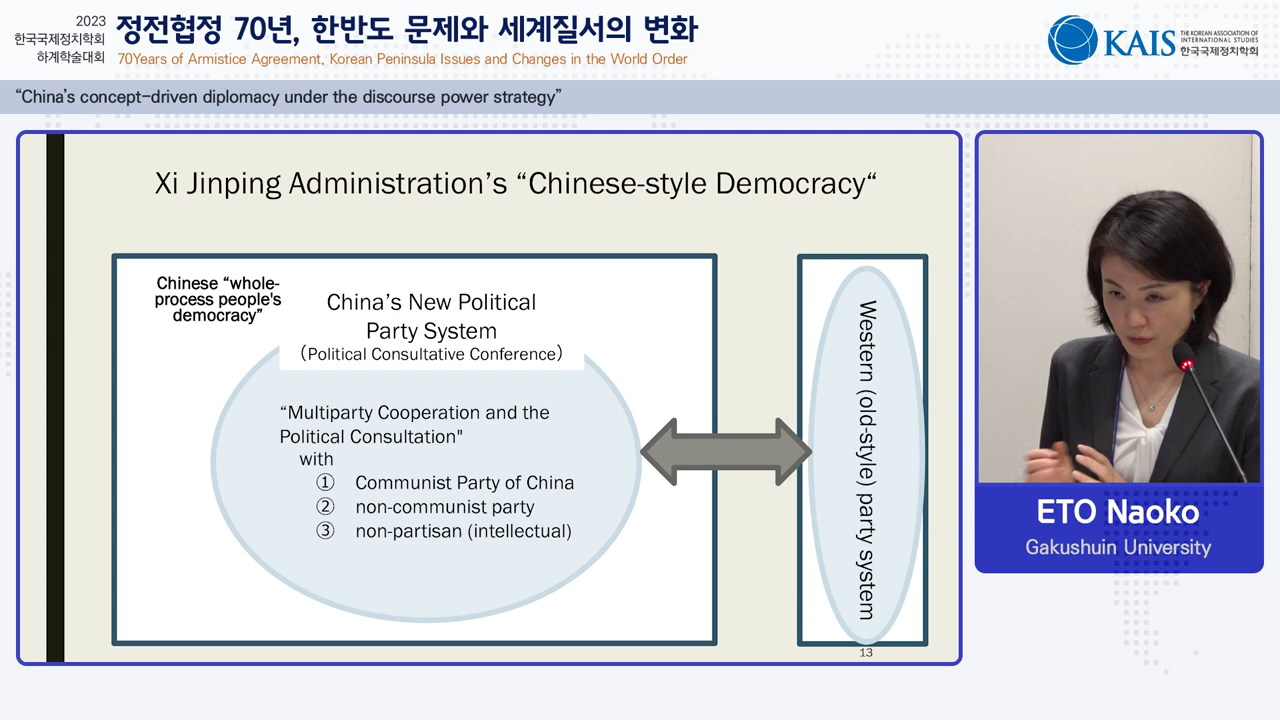 2023
한국국제정치학회
하계학술대회
정전협정 70년, 한반도 문제와 세계질서의 변화
70Years of Armistice Agreement, Korean Peninsula Issues and Changes in the World Order
KAIS
THE KOREAN ASSOCIATION OF
INTERNATIONAL STUDIES
한국국제정치학회
“China’s concept-driven diplomacy under the discourse power strategy”
Xi Jinping Administration’s “Chinese-style Democracy“
Chinese “whole-
process people's
democracy”
China’s New Political
Party System
(Political Consultative Conference)
“Multiparty Cooperation and the
Political Consultation"
with
① Communist Party of China
② non-communist party
③ non-partisan (intellectual)
Western (old-style) party system
13
ETO Naoko
Gakushuin University